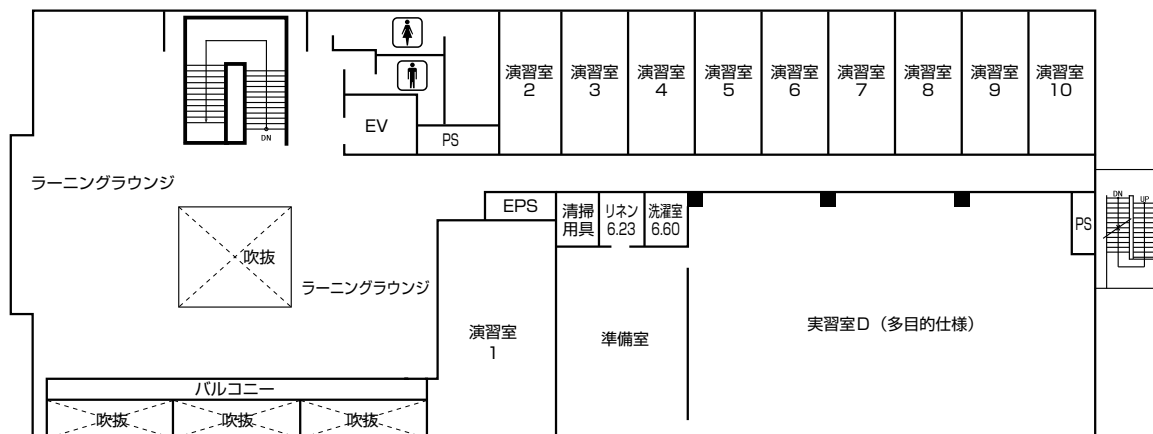 演習室
2
演習室
3
演習室
4
演習室
5
演習室
6
演習室
7
演習室
8
演習室
9
演習室
10
EV
PS
DN
ラーニングラウンジ
EPS
清掃
用具
リネン
6.23
洗濯室
6.60
PS
DN
UP
吹抜
ラーニングラウンジ
演習室
1
準備室
実習室D（多目的仕様）
バルコニー
吹抜
吹抜
吹抜